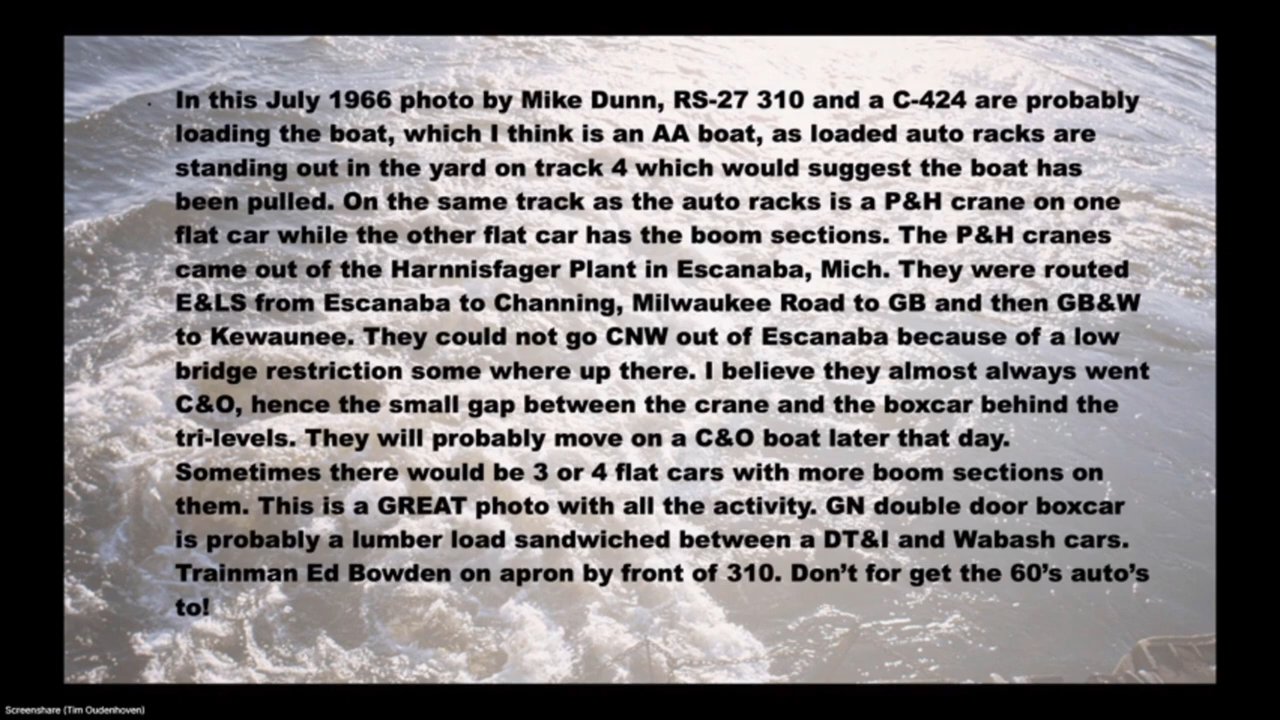 In this July 1966 photo by Mike Dunn, RS-27 310 and a C-424 are probably
loading the boat, which I think is an AA boat, as loaded auto racks are
standing out in the yard on track 4 which would suggest the boat has
been pulled. On the same track as the auto racks is a P&H crane on one
flat car while the other flat car has the boom sections. The P&H cranes
came out of the Harnnisfager Plant in Escanaba, Mich. They were routed
E&LS from Escanaba to Channing, Milwaukee Road to GB and then GB&W
to Kewaunee. They could not go CNW out of Escanaba because of a low
bridge restriction some where up there. I believe they almost always went
C&O, hence the small gap between the crane and the boxcar behind the
tri-levels. They will probably move on a C&O boat later that day.
Sometimes there would be 3 or 4 flat cars with more boom sections on
them. This is a GREAT photo with all the activity. GN double door boxcar
is probably a lumber load sandwiched between a DT&I and Wabash cars.
Trainman Ed Bowden on apron by front of 310. Don’t for get the 60’s auto’s
to!
Screenshare (Tim Oudenhoven)